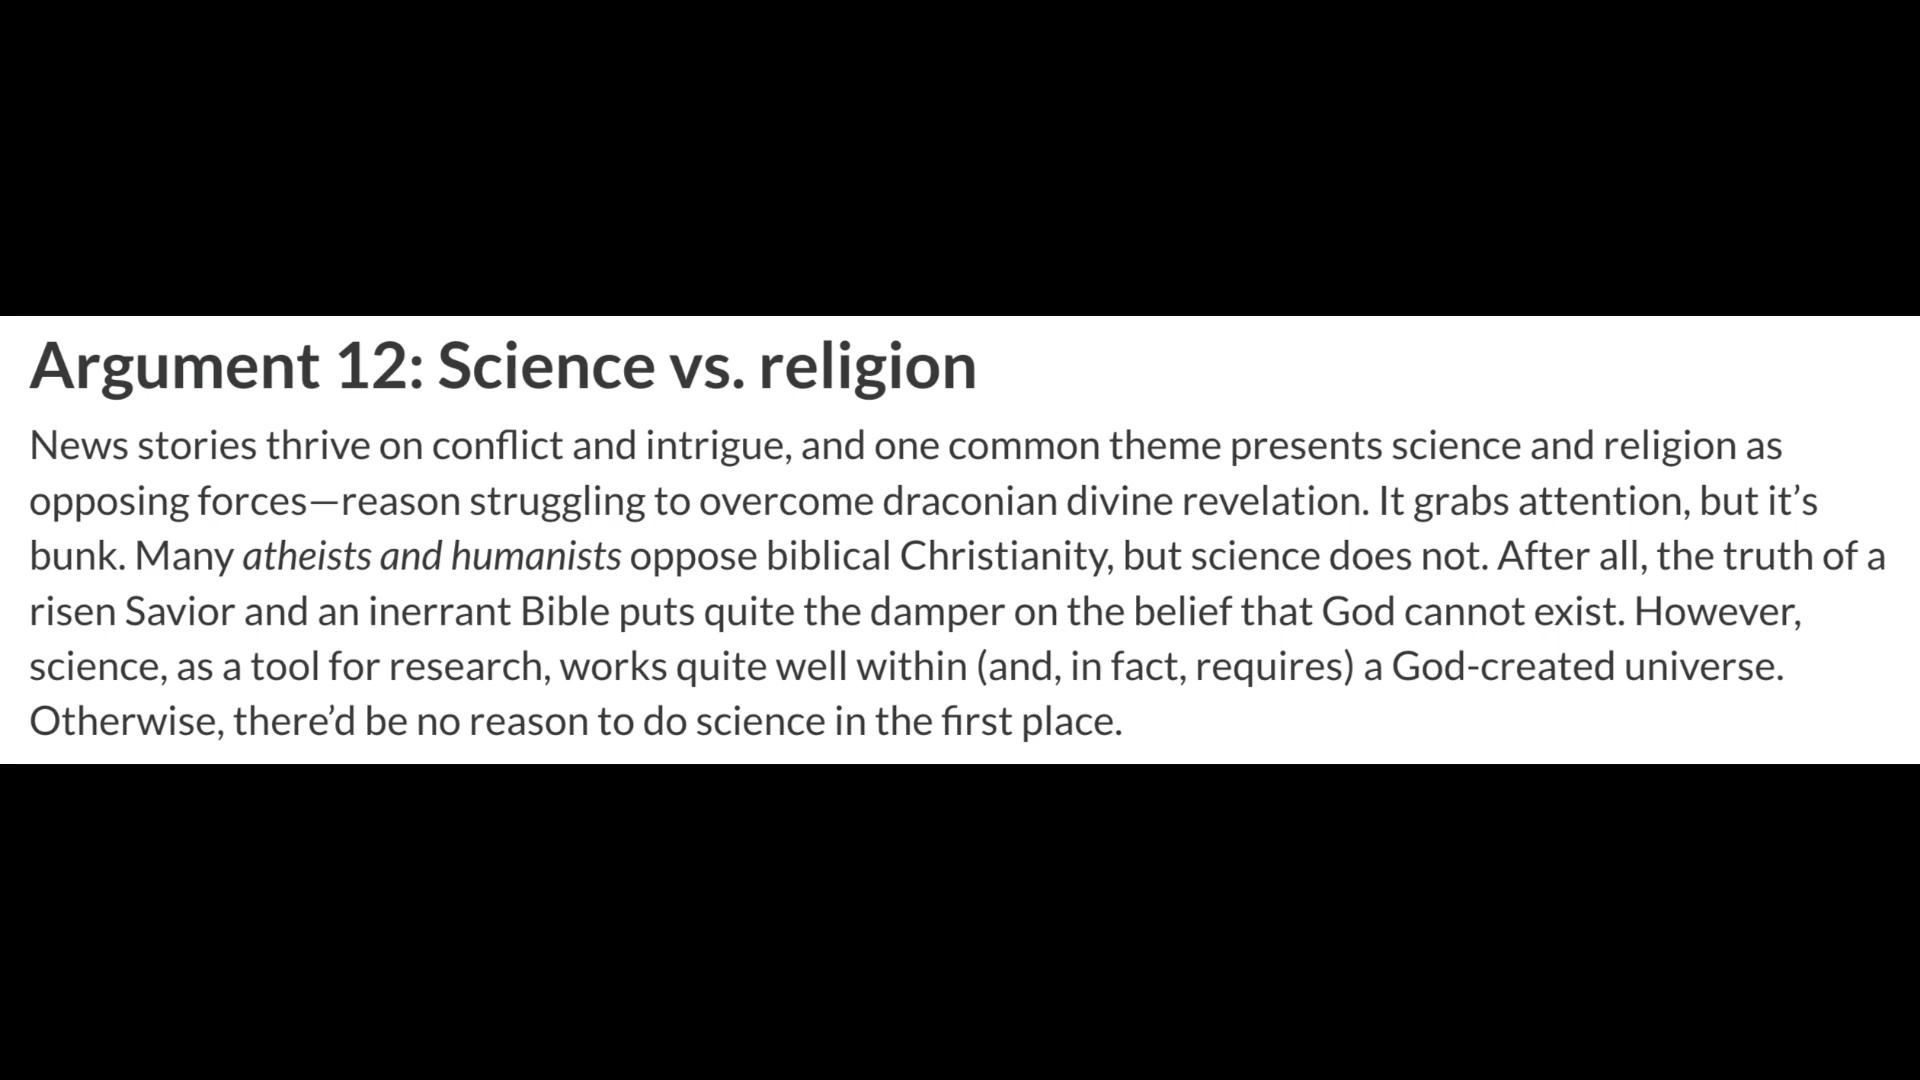 Argument 12: Science vs. religion
News stories thrive on conflict and intrigue, and one common theme presents science and religion as
opposing forces—reason struggling to overcome draconian divine revelation. It grabs attention, but it’s
bunk. Many atheists and humanists oppose biblical Christianity, but science does not. After all, the truth of a
risen Savior and an inerrant Bible puts quite the damper on the belief that God cannot exist. However,
science, as a tool for research, works quite well within (and, in fact, requires) a God-created universe.
Otherwise, there’d be no reason to do science in the first place.